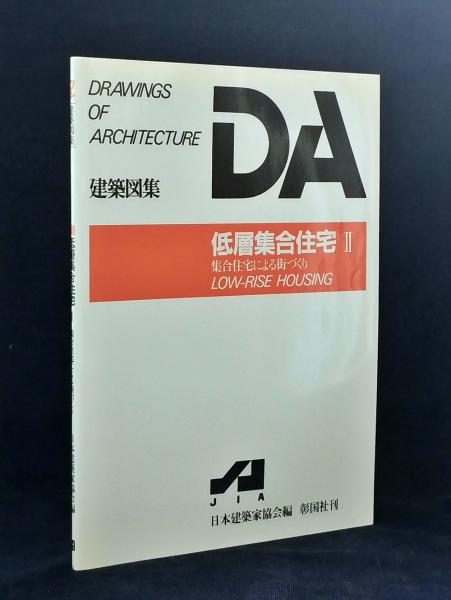 DRAWINGS
OF
ARCHITECTURE
DA
建築図集
低層集合住宅 II
集合住宅による街づくり
LOW-RISE HOUSING
JIA
日本建築家協会編 彰国社刊